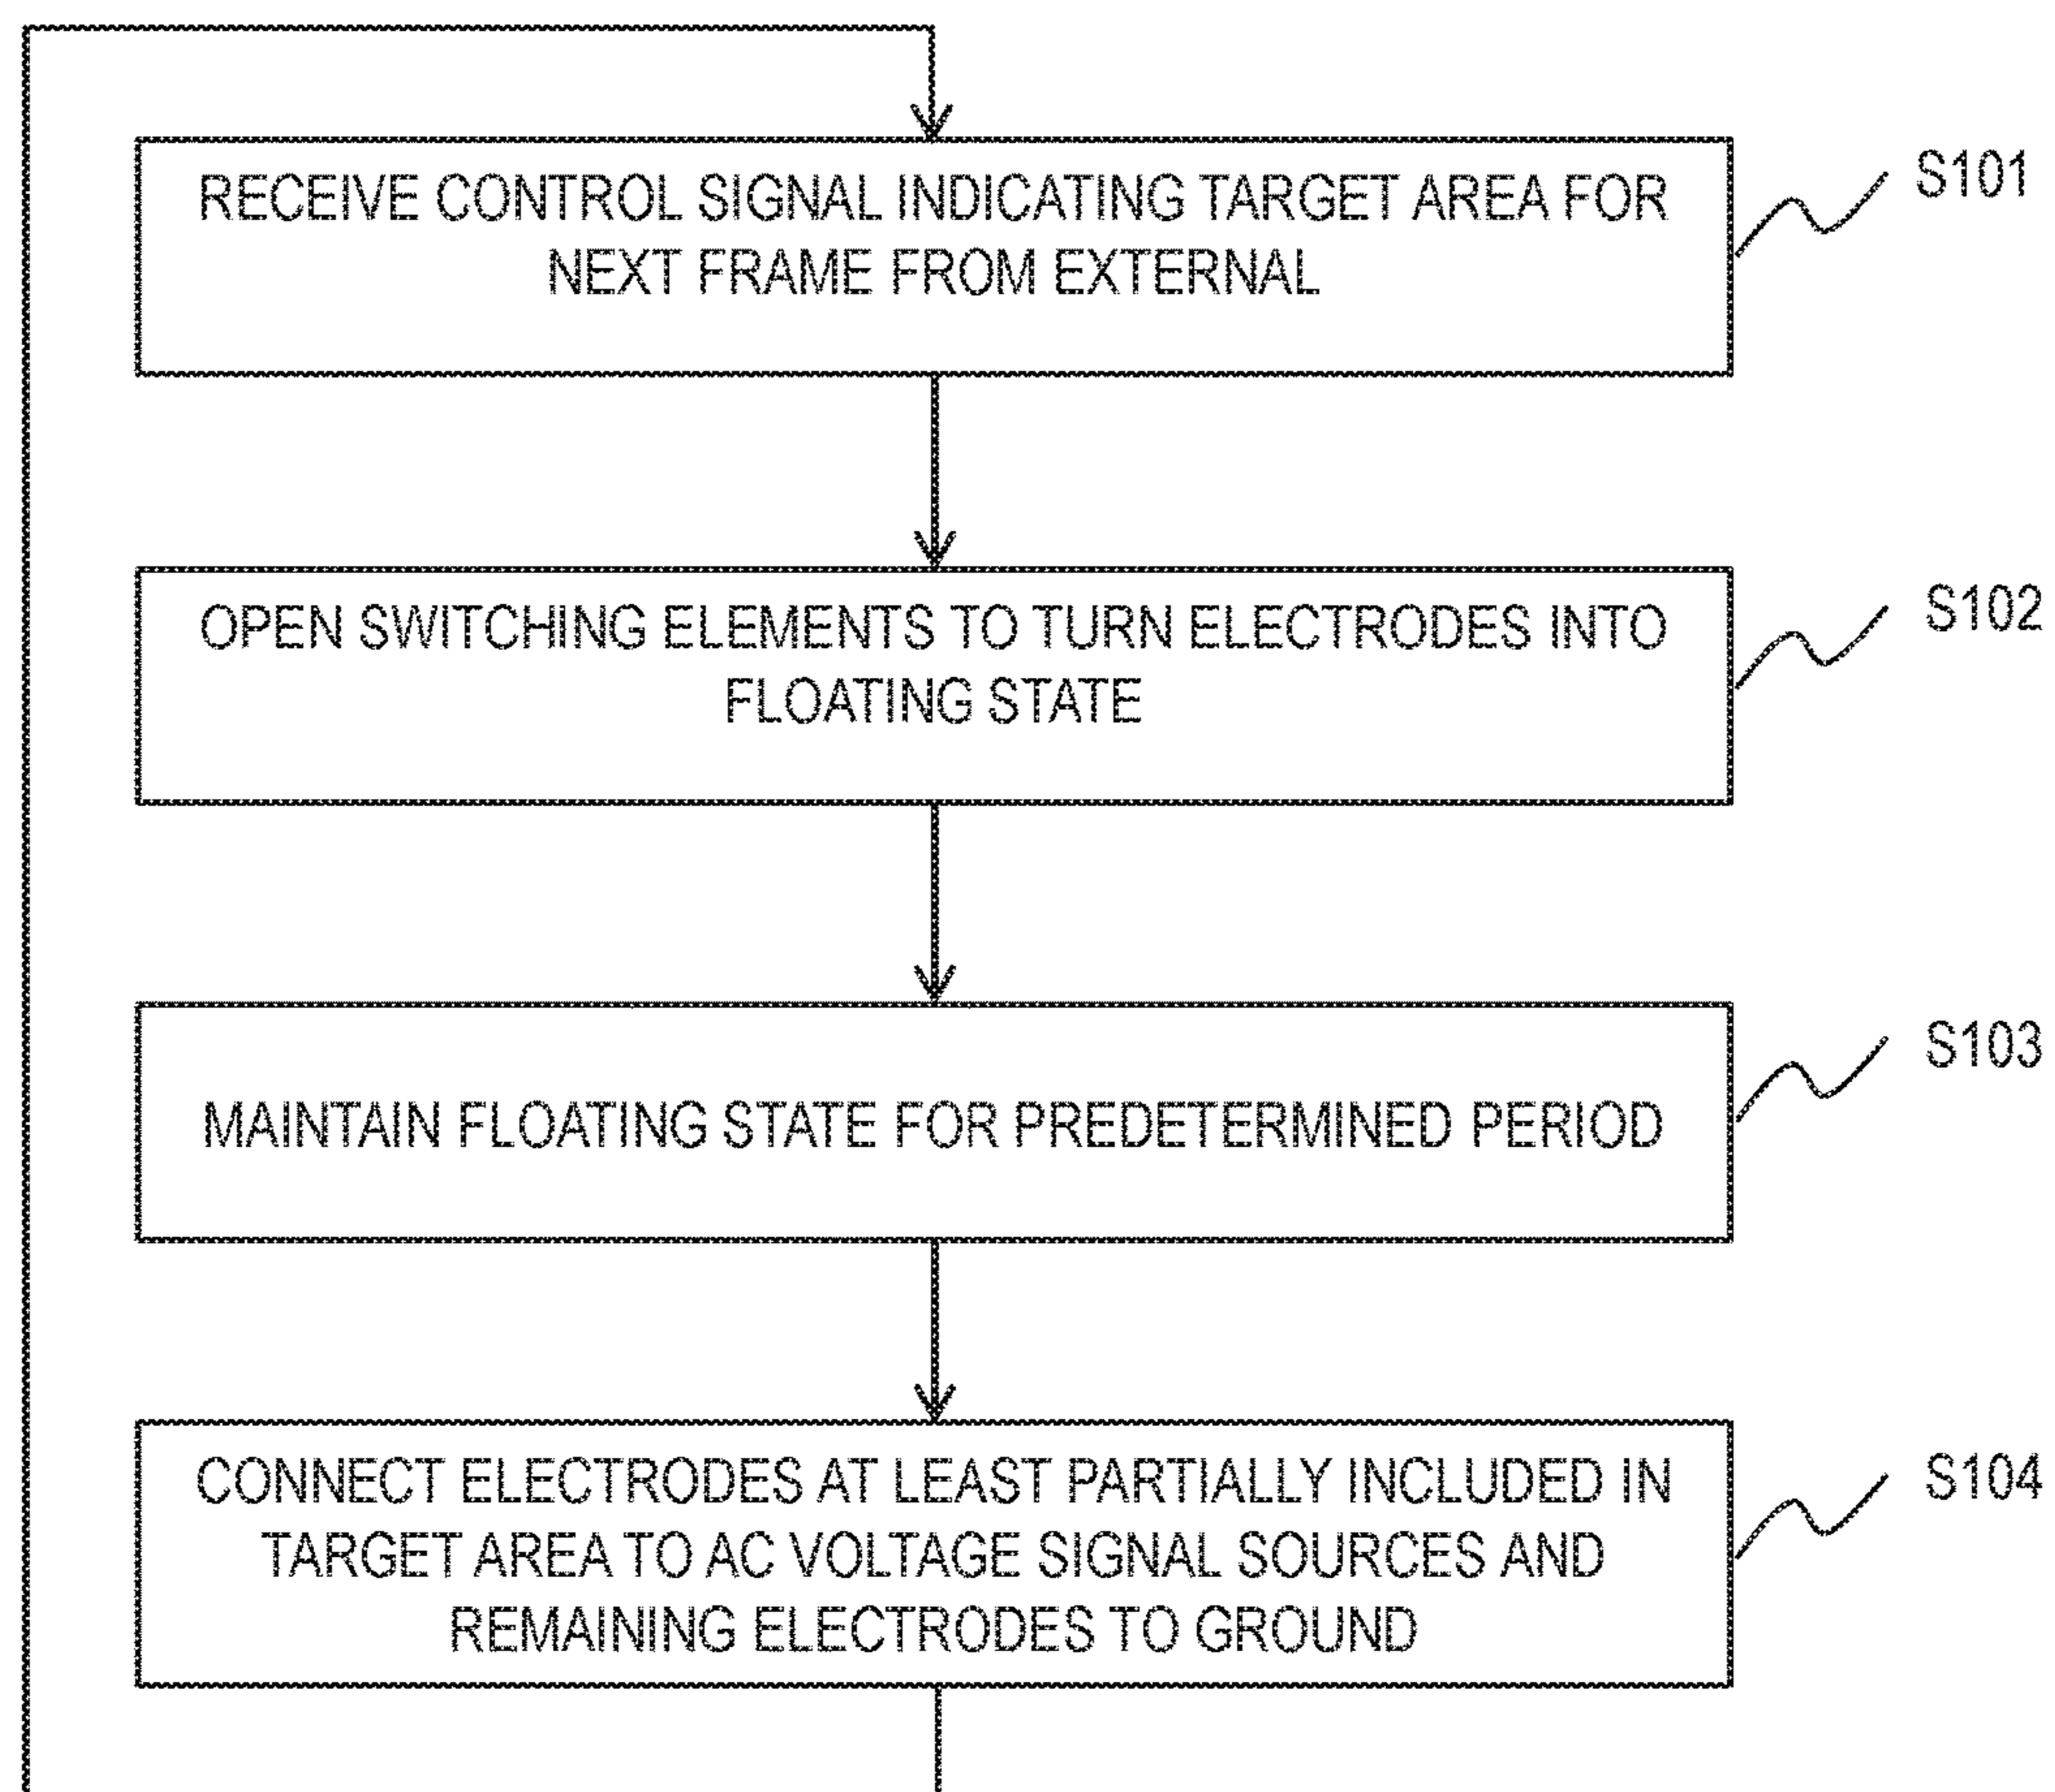 RECEIVE CONTROL SIGNAL INDICATING TARGET AREA FOR
NEXT FRAME FROM EXTERNAL
S101
OPEN SWITCHING ELEMENTS TO TURN ELECTRODES INTO
FLOATING STATE
S102
MAINTAIN FLOATING STATE FOR PREDETERMINED PERIOD
S103
CONNECT ELECTRODES AT LEAST PARTIALLY INCLUDED IN
TARGET AREA TO AC VOLTAGE SIGNAL SOURCES AND
REMAINING ELECTRODES TO GROUND
S104